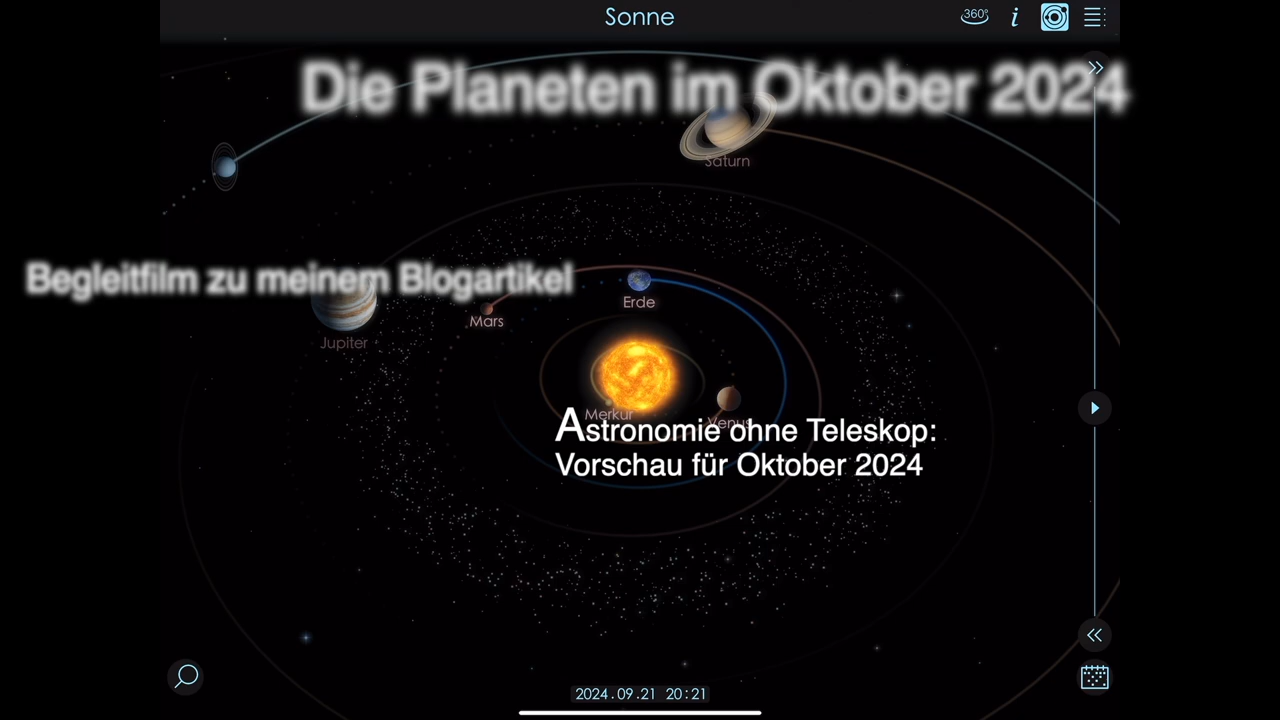 Sonne
360°
Die Planeten im Oktober 2024
Saturn
Begleitfilm zu meinem Blogartikel
Erde
Mars
Jupiter
Merkur
Venus
Astronomie ohne Teleskop:
Vorschau für Oktober 2024
2024.09.21 20:21